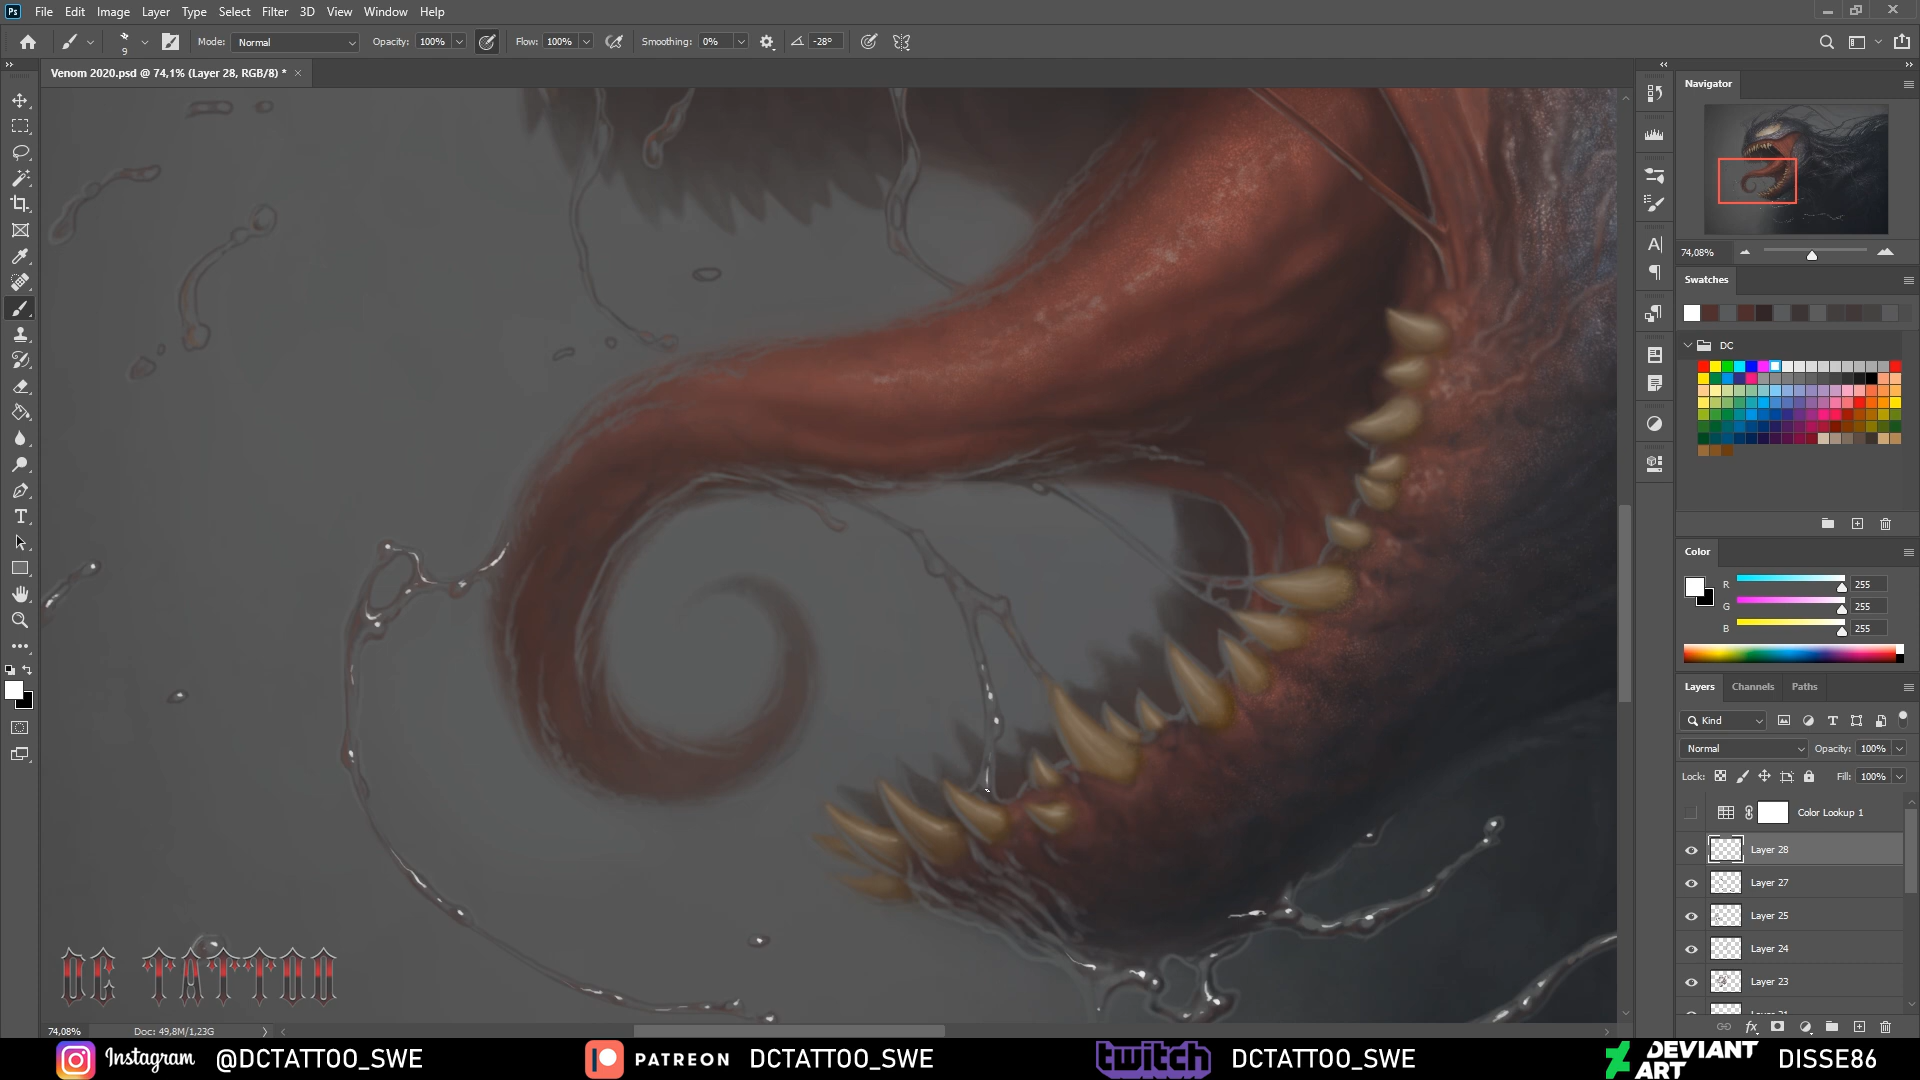 Ps File Edit Image Layer Type Select Filter 3D View Window Help
9 Mode: Normal Opacity: 100% Flow: 100% Smoothing: 0% -28°
Venom 2020.psd @ 74,1% (Layer 28, RGB/8) * ×
Navigator
74,08%
Swatches
DC
Color
R 255
G 255
B 255
Layers Channels Paths
Kind
Normal Opacity: 100%
Lock: Fill: 100%
Color Lookup 1
Layer 28
Layer 27
Layer 25
Layer 24
Layer 23
DC TATTOO
74,08% Doc: 49,8M/1,23G
Instagram @DCTATTOO_SWE PATREON DCTATTOO_SWE twitch DCTATTOO_SWE DEVIANT ART DISSE86